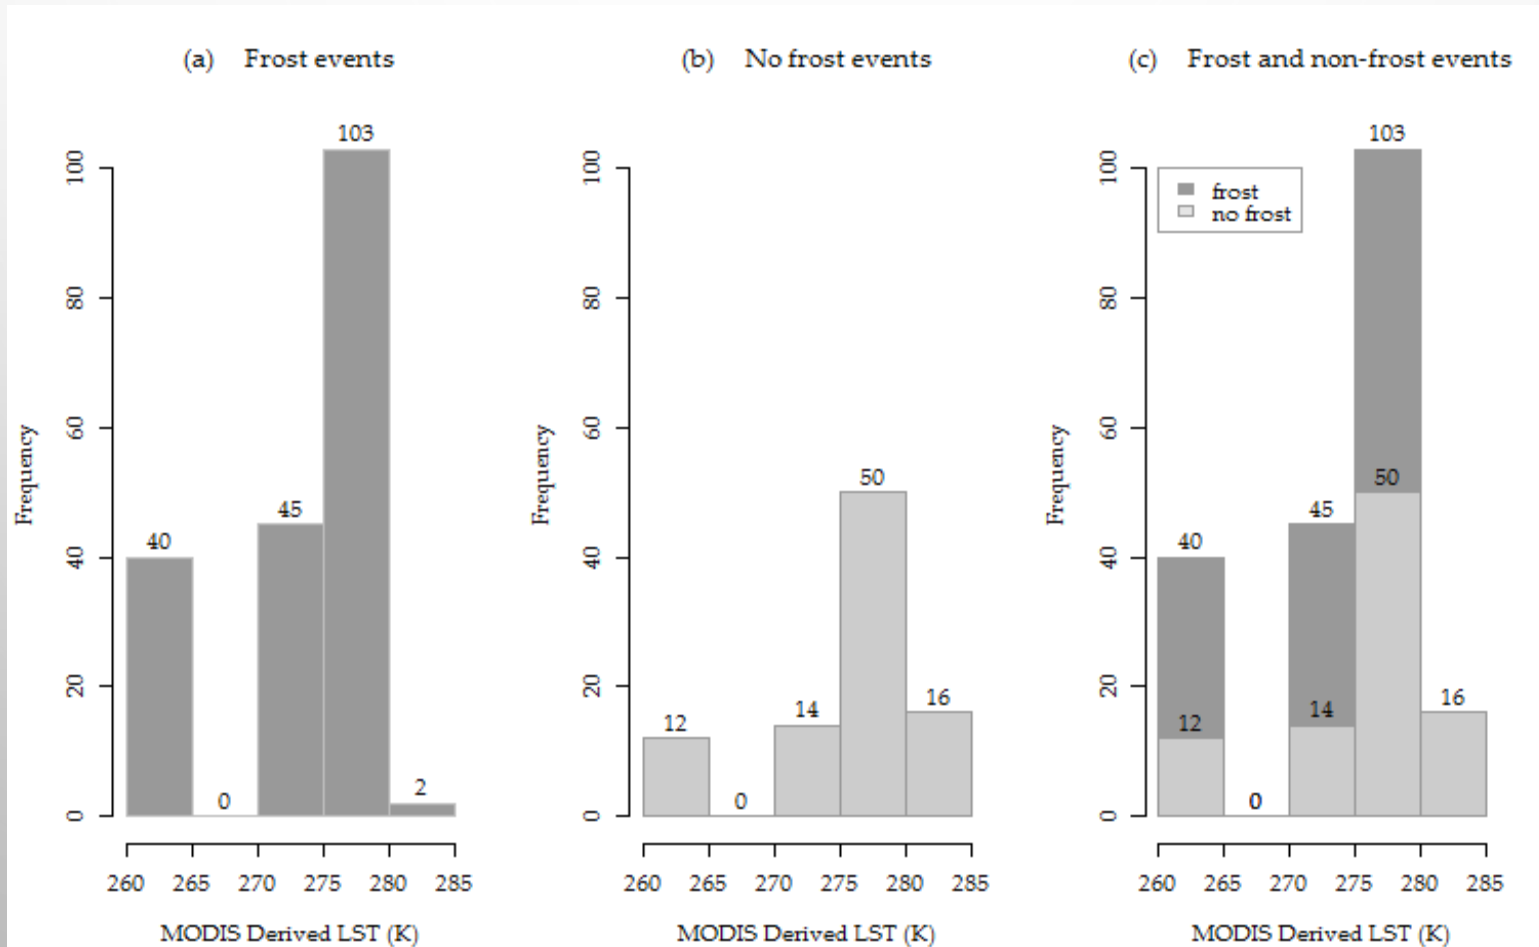 (a) Frost events
103
100
80
60
45
40
40
20
2
0
0
Frequency
260 265 270 275 280 285
MODIS Derived LST (K)
(b) No frost events
100
80
60
50
40
20
16
14
12
0
0
Frequency
260 265 270 275 280 285
MODIS Derived LST (K)
(c) Frost and non-frost events
103
100
frost
no frost
80
60
50
45
40
40
20
16
14
12
0
0
Frequency
260 265 270 275 280 285
MODIS Derived LST (K)